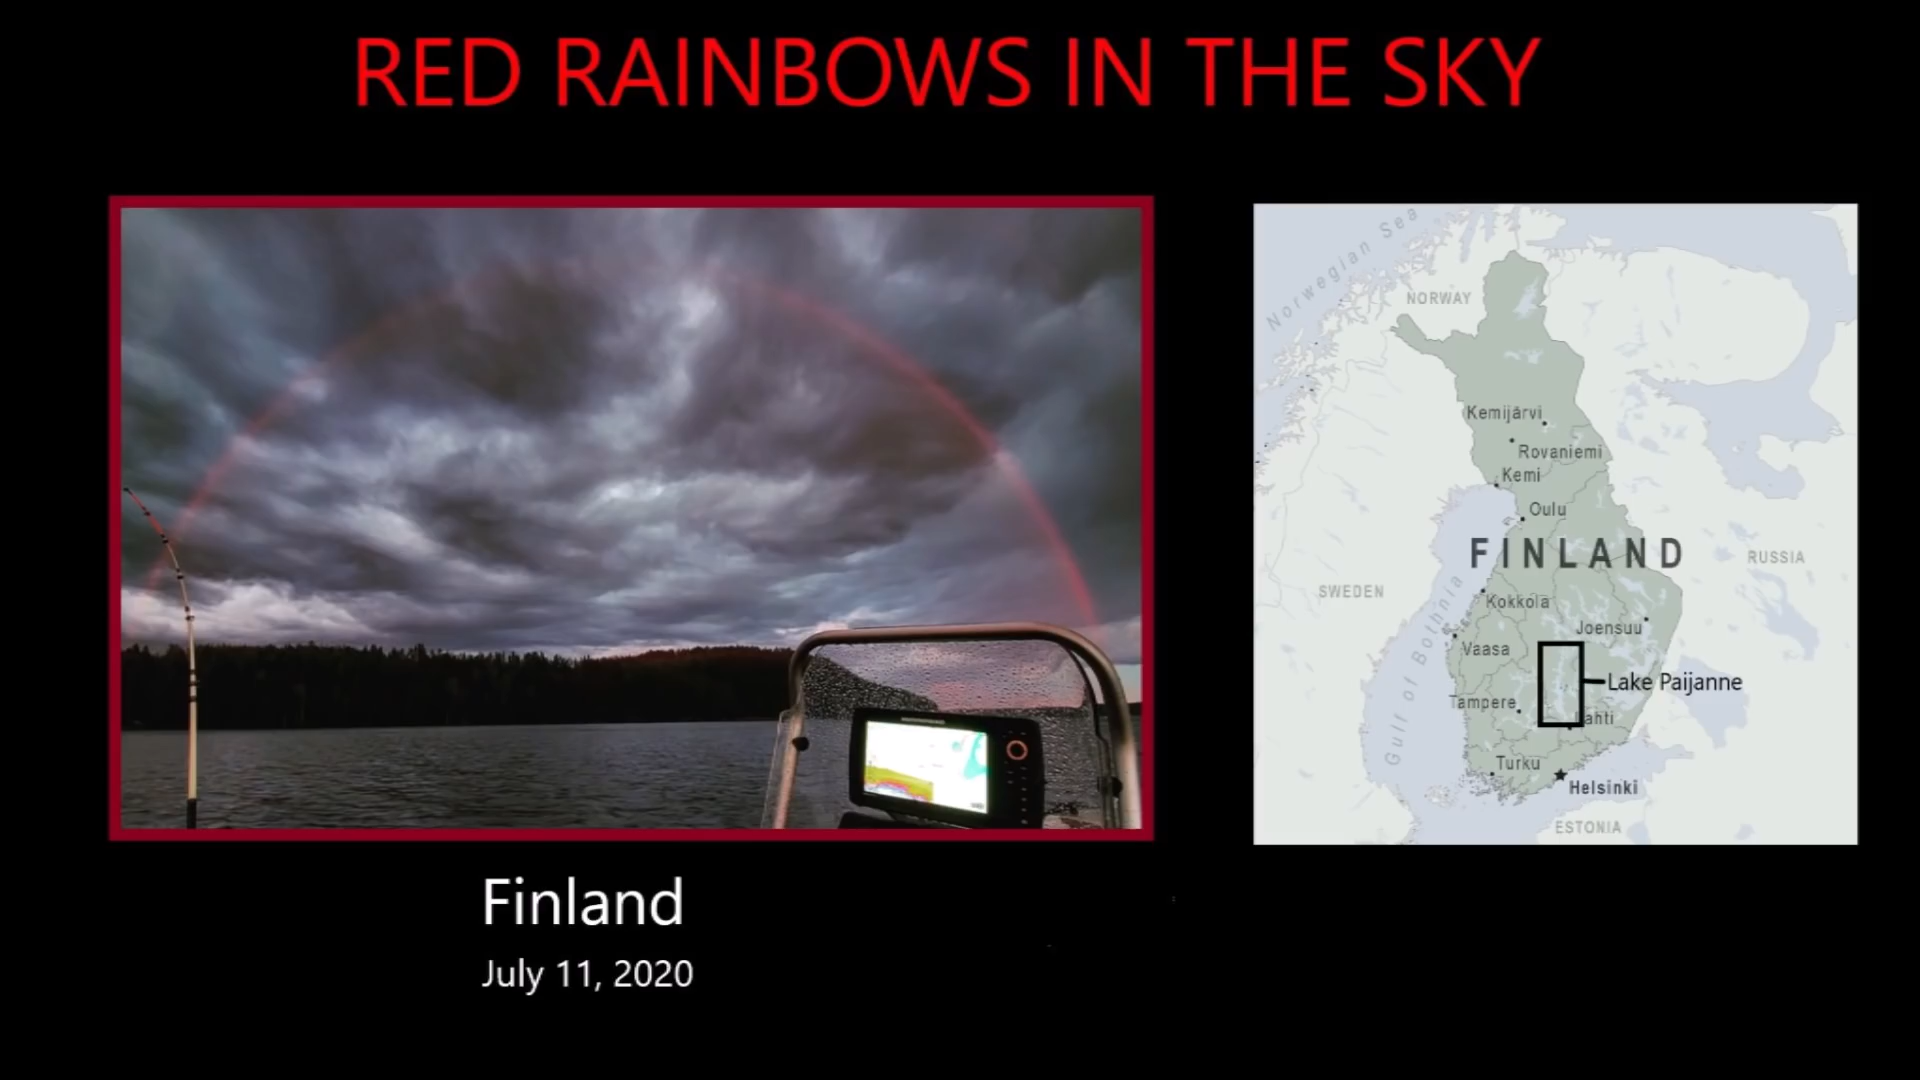 RED RAINBOWS IN THE SKY
Norwegian Sea
NORWAY
Kemijärvi
Rovaniemi
Kemi
Oulu
FINLAND
RUSSIA
SWEDEN
Kokkola
Joensuu
Gulf of Bothnia
Vaasa
Lake Paijanne
Tampere
ahti
Turku
Helsinki
ESTONIA
Finland
July 11, 2020